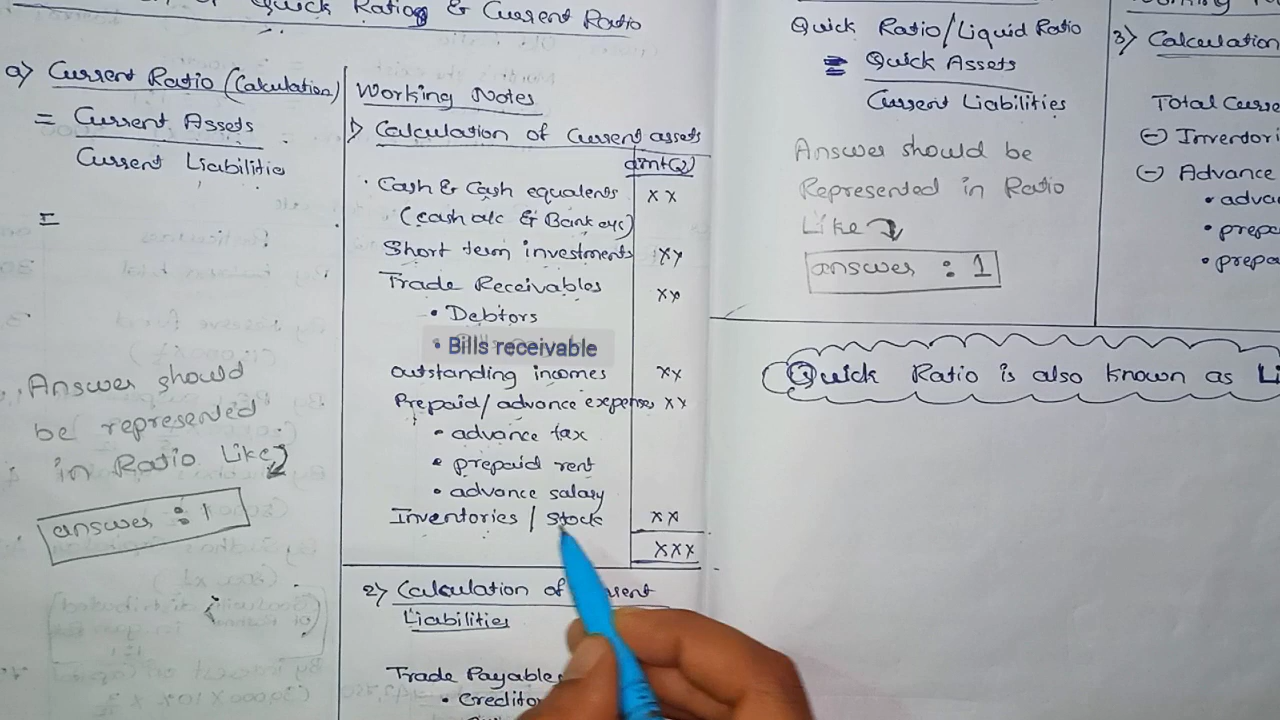 Quick Ratios & Current Ratio
a) Current Ratio (Calculation)
= Current Assets
Current Liabilities
=
Answer should
be represented
in Ratio Like
answer : 1
Working Notes
1) Calculation of Current assets
amt(₹)
Cash & Cash equalents xx
(cash a/c & Bank a/c)
Short term investments xx
Trade Receivables xx
• Debtors
• Bills receivable
outstanding incomes xx
Prepaid/advance expenses xx
• advance tax
• prepaid rent
• advance salary
Inventories / stock xx
xxx
2) Calculation of
Liabilities
Trade Payable
Quick Ratio/Liquid Ratio
= Quick Assets
Current Liabilities
Answer should be
Represented in Ratio
Like
answer : 1
3) Calculation
Total Curre
(-) Inventori
(-) Advance
• adva
• prepa
• prepa
Quick Ratio is also known as Li